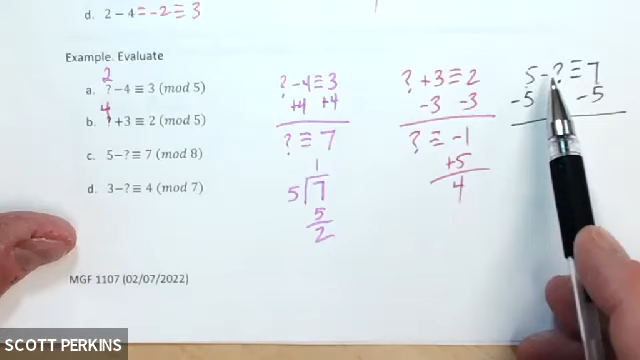 d. 2 − 4 = −2 ≡ 3
Example. Evaluate
2
a. ? − 4 ≡ 3 (mod 5)
4
b. ? + 3 ≡ 2 (mod 5)
c. 5−? ≡ 7 (mod 8)
d. 3−? ≡ 4 (mod 7)
? −4 ≡ 3
+4 +4
? ≡ 7
1
5 7
5
2
? +3 ≡ 2
−3 −3
? ≡ −1
+5
4
5 − ? ≡ 7
−5 −5
MGF 1107 (02/07/2022)
SCOTT PERKINS